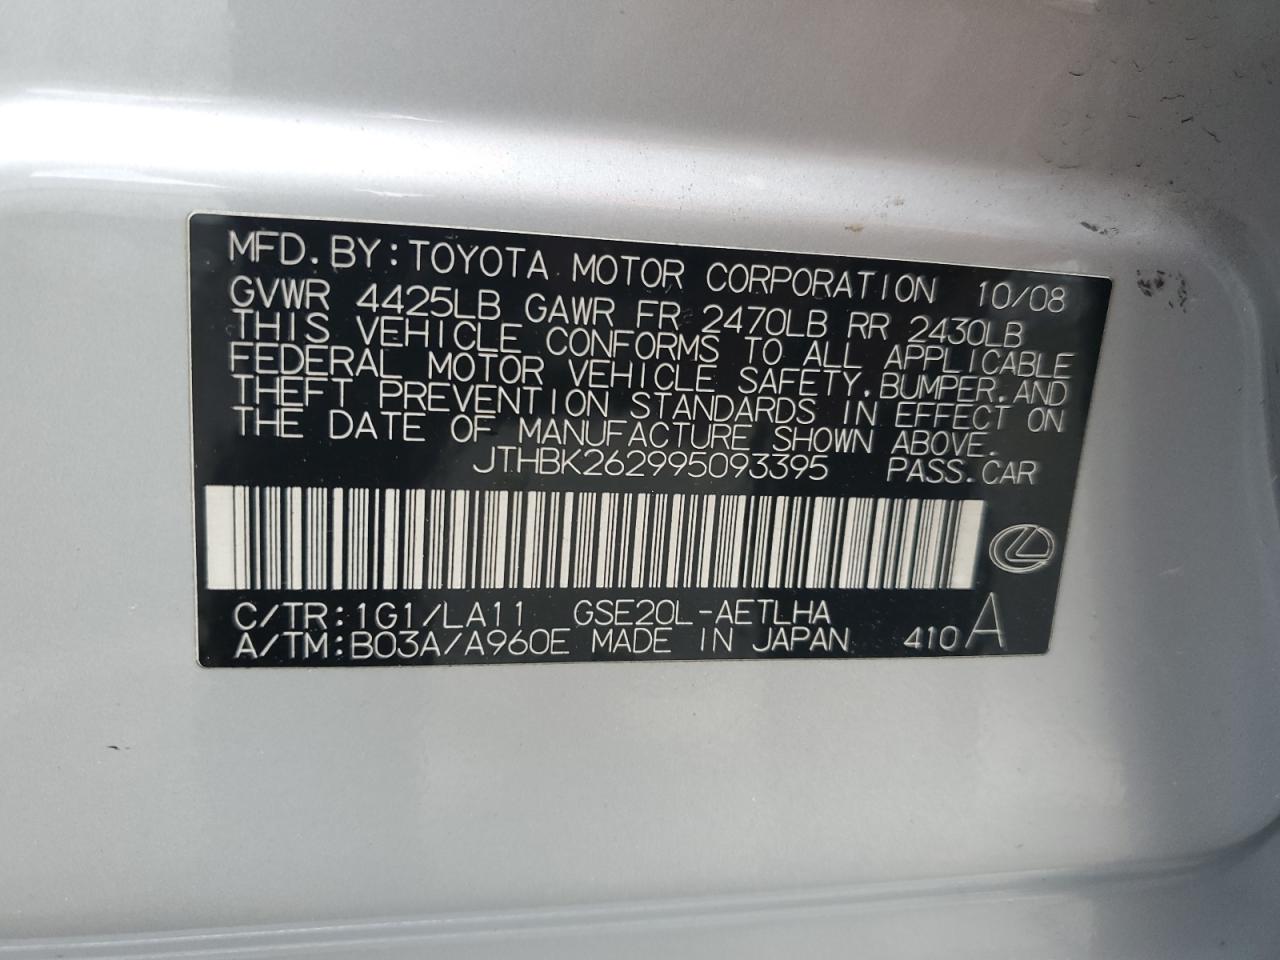 MFD. BY: TOYOTA MOTOR CORPORATION 10/08
GVWR 4425LB GAWR FR 2470LB RR 2430LB
THIS VEHICLE CONFORMS TO ALL APPLICABLE
FEDERAL MOTOR VEHICLE SAFETY, BUMPER, AND
THEFT PREVENTION STANDARDS IN EFFECT ON
THE DATE OF MANUFACTURE SHOWN ABOVE.
JTHBK262995093395 PASS. CAR
C/TR: 1G1/LA11 GSE20L-AETLHA
A/TM: B03A/A960E MADE IN JAPAN 410 A